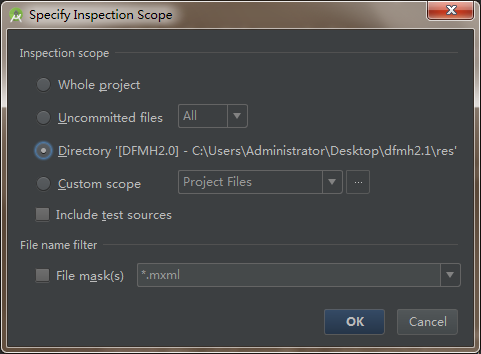 Specify Inspection Scope
Inspection scope
Whole project
Uncommitted files All
Directory '[DFMH2.0] - C:\Users\Administrator\Desktop\dfmh2.1\res'
Custom scope Project Files ...
Include test sources
File name filter
File mask(s) *.mxml
OK Cancel